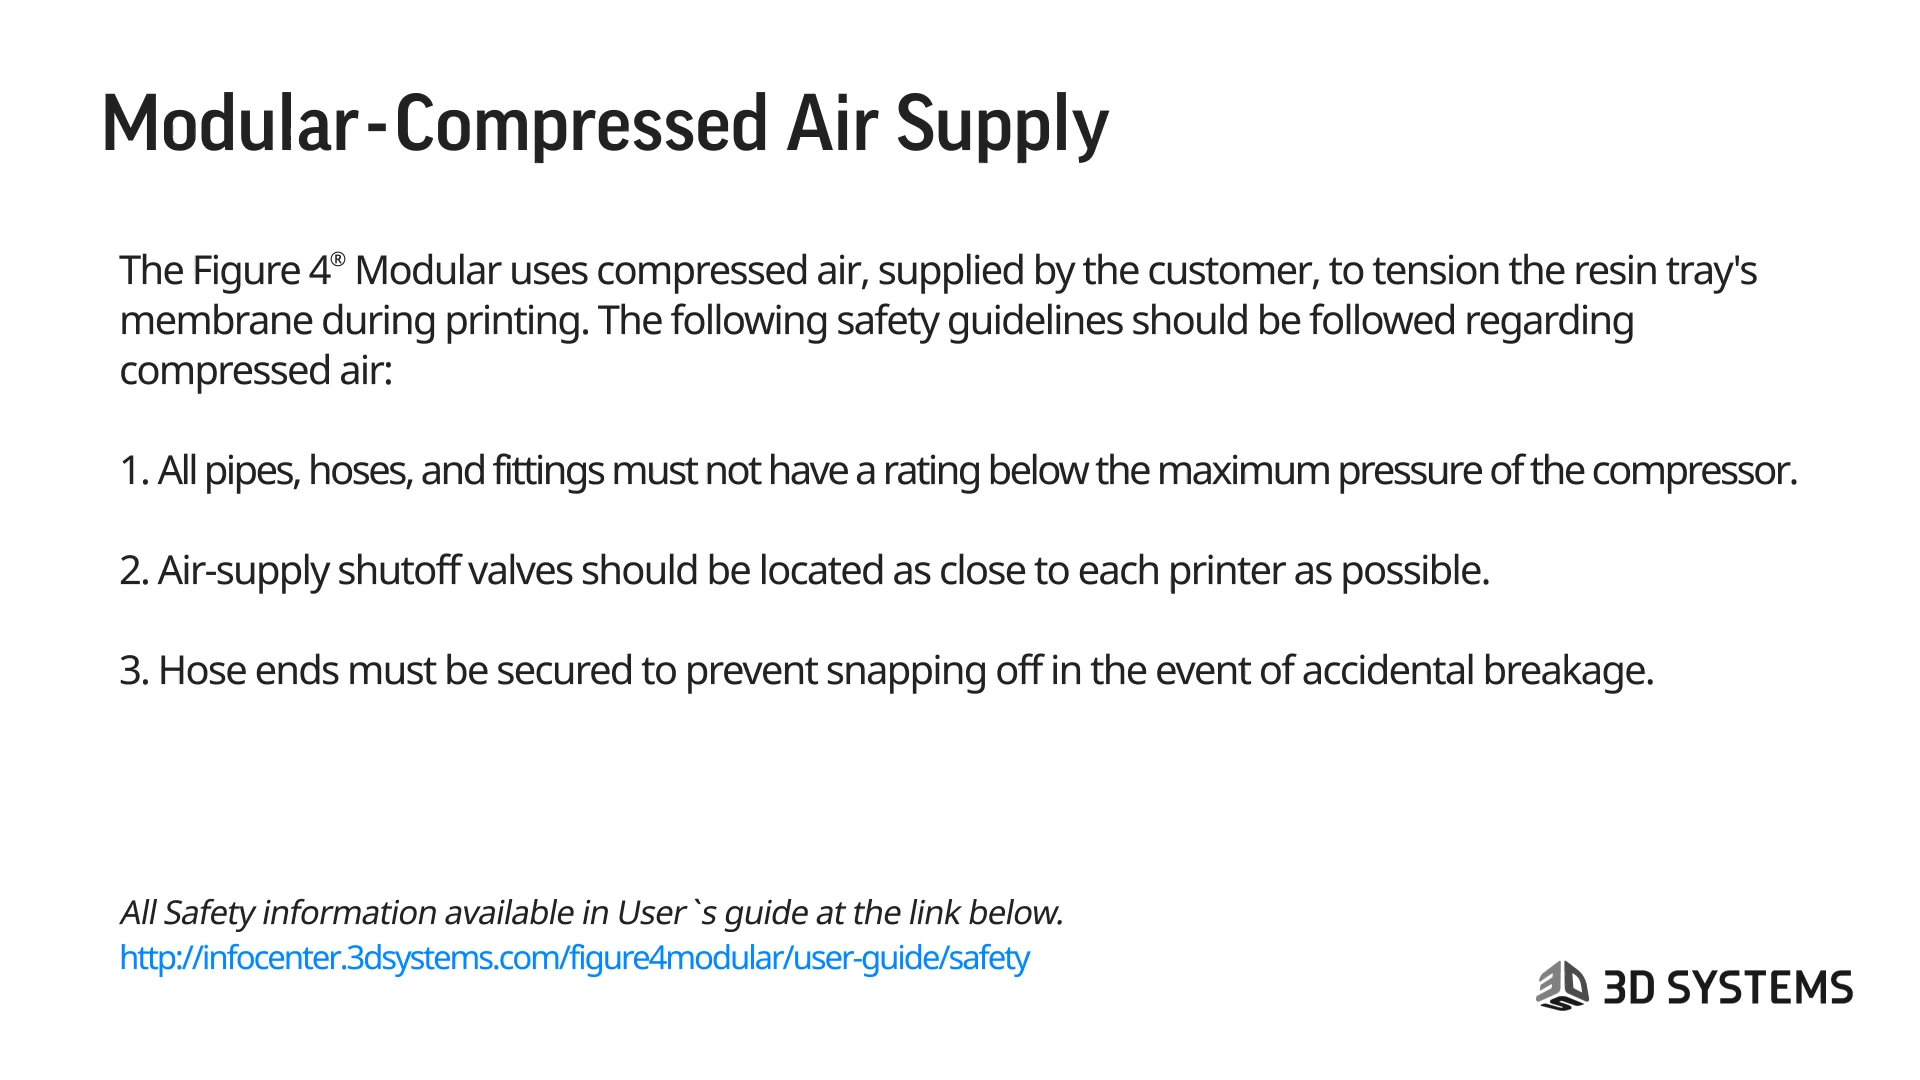 Modular-Compressed Air Supply
The Figure 4® Modular uses compressed air, supplied by the customer, to tension the resin tray's
membrane during printing. The following safety guidelines should be followed regarding
compressed air:
1. All pipes, hoses, and fittings must not have a rating below the maximum pressure of the compressor.
2. Air-supply shutoff valves should be located as close to each printer as possible.
3. Hose ends must be secured to prevent snapping off in the event of accidental breakage.
All Safety information available in User`s guide at the link below.
http://infocenter.3dsystems.com/figure4modular/user-guide/safety
3DS 3D SYSTEMS